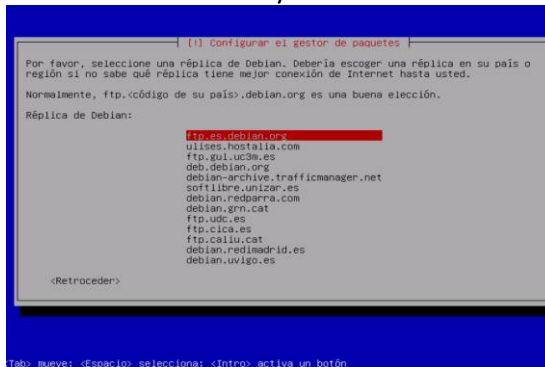 [!] Configurar el gestor de paquetes
Por favor, seleccione una réplica de Debian. Debería escoger una réplica en su país o
región si no sabe qué réplica tiene mejor conexión de Internet hasta usted.
Normalmente, ftp.<código de su país>.debian.org es una buena elección.
Réplica de Debian:
ftp.es.debian.org
ulises.hostalia.com
ftp.gul.uc3m.es
deb.debian.org
debian-archive.trafficmanager.net
softlibre.unizar.es
debian.redparra.com
debian.grn.cat
ftp.udc.es
ftp.cica.es
ftp.caliu.cat
debian.redimadrid.es
debian.uvigo.es
<Retroceder>
<Tab> mueve; <Espacio> selecciona; <Intro> activa un botón